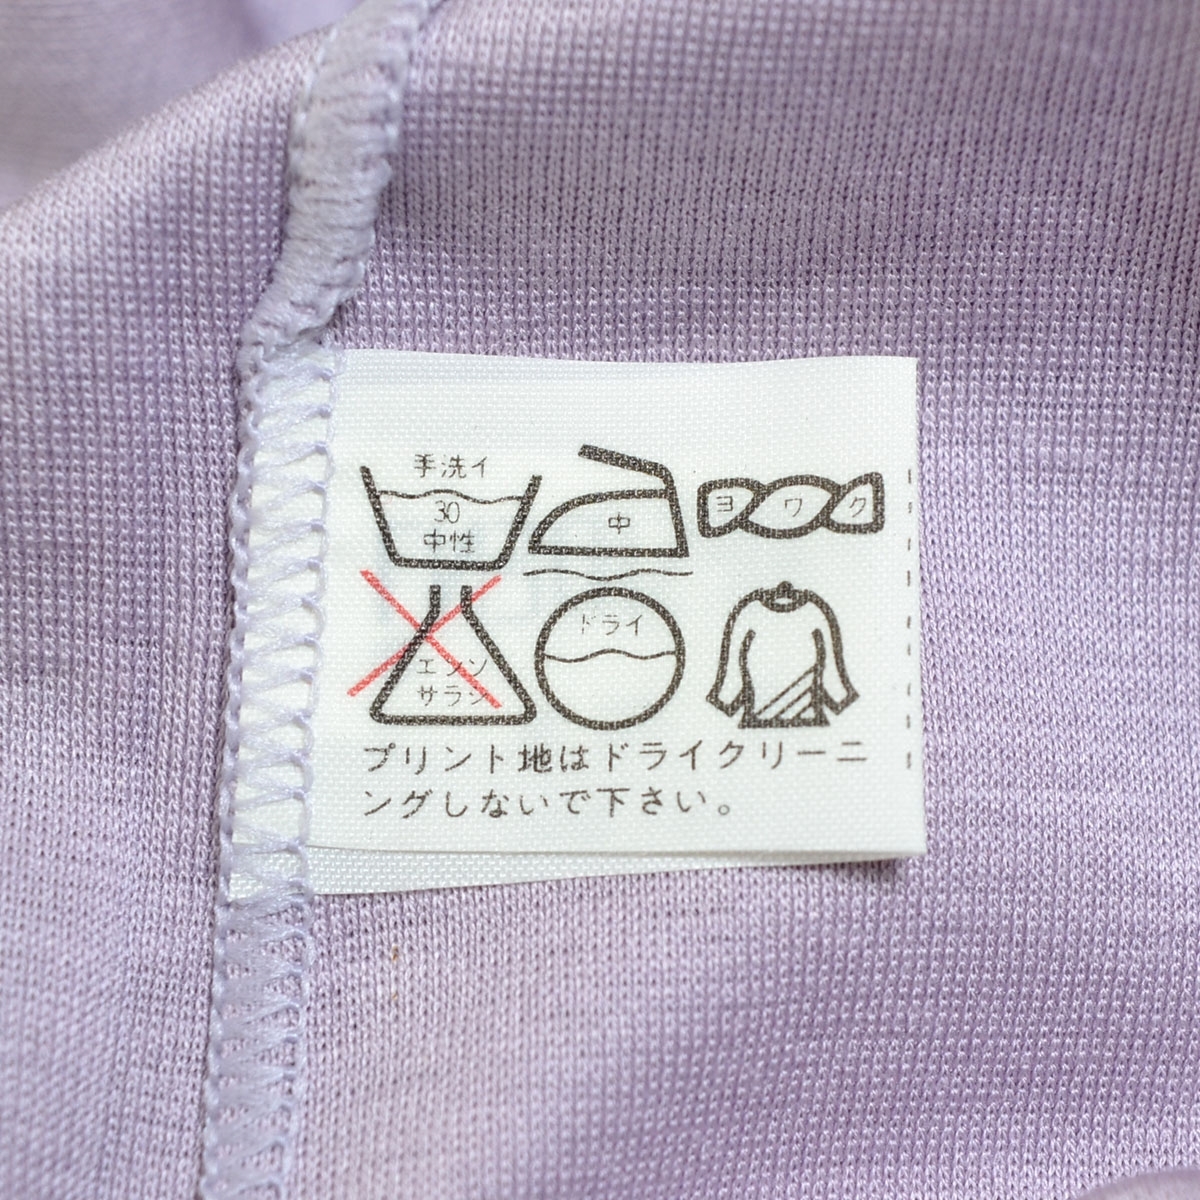 手洗イ
30
中性
中
ヨワク
エンソ
サラシ
ドライ
プリント地はドライクリーニ
ングしないで下さい。